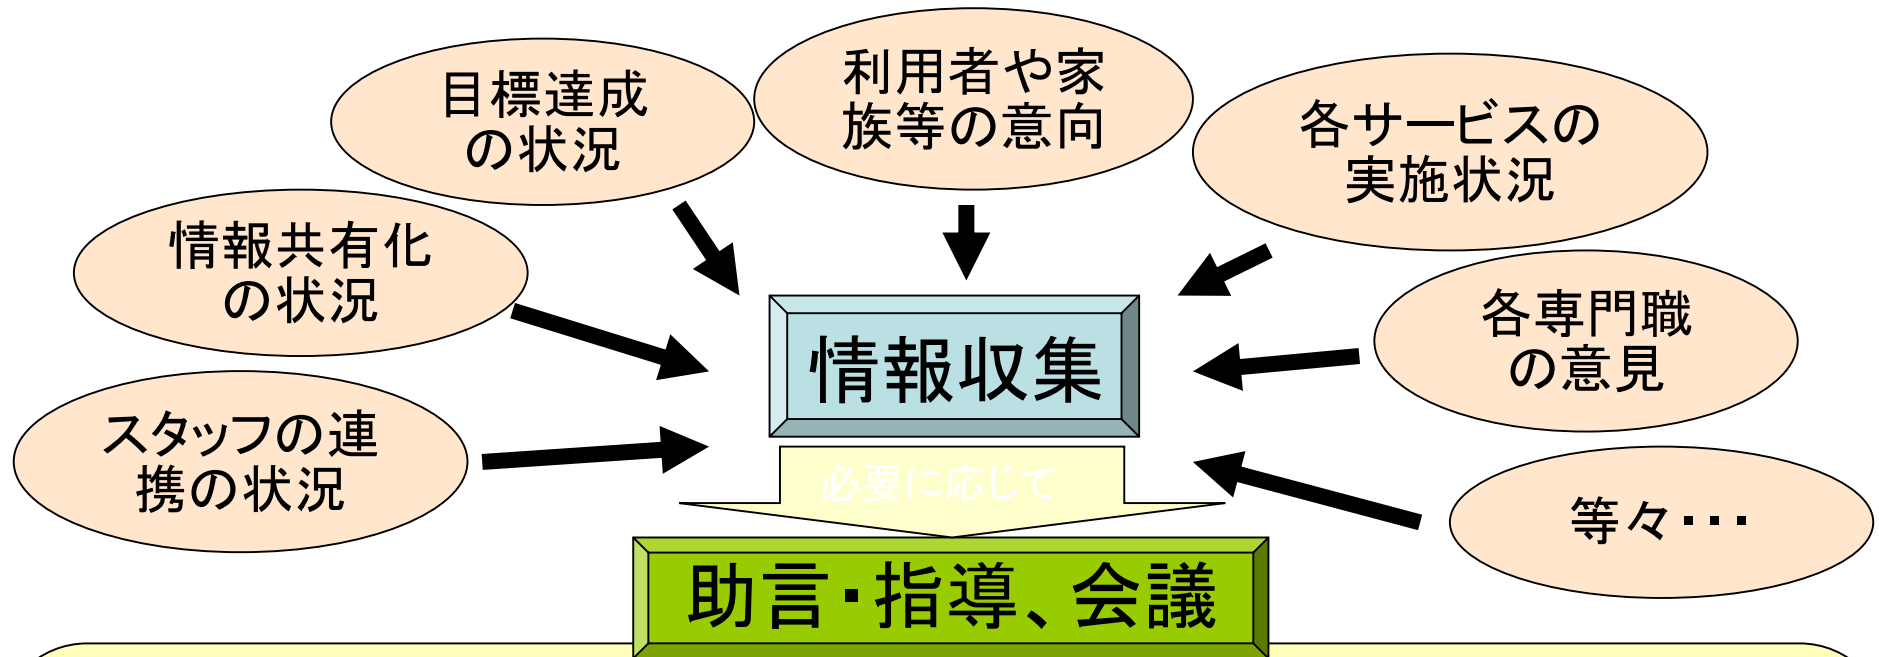 利用者や家
族等の意向
目標達成
の状況
各サービスの
実施状況
情報共有化
の状況
各専門職
の意見
情報収集
スタッフの連
携の状況
必要に応じて
等々・・・
助言・指導、会議